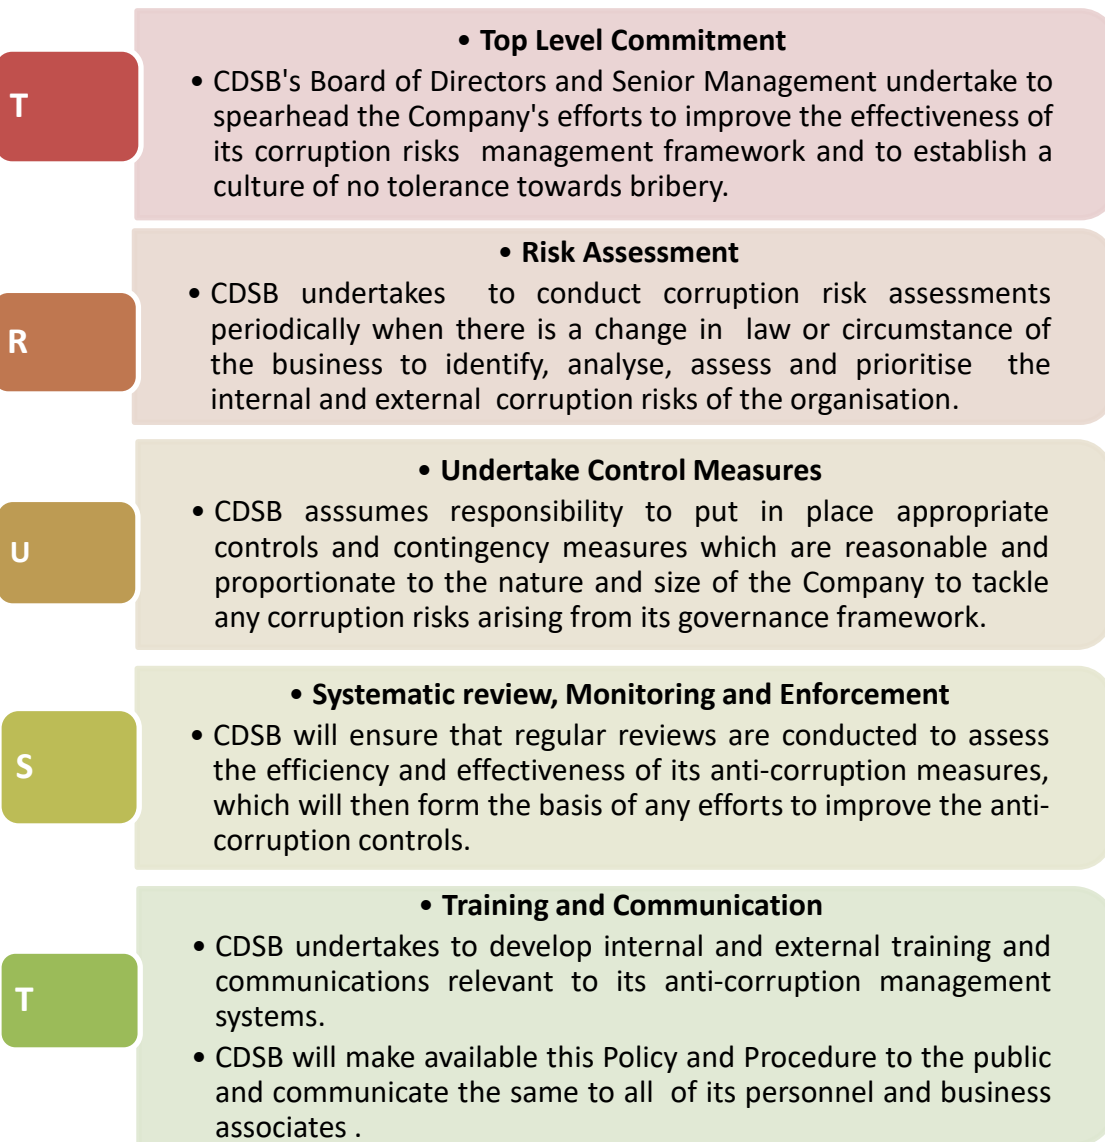 T
• Top Level Commitment
• CDSB's Board of Directors and Senior Management undertake to
spearhead the Company's efforts to improve the effectiveness of
its corruption risks management framework and to establish a
culture of no tolerance towards bribery.
R
• Risk Assessment
• CDSB undertakes to conduct corruption risk assessments
periodically when there is a change in law or circumstance of
the business to identify, analyse, assess and prioritise the
internal and external corruption risks of the organisation.
U
• Undertake Control Measures
• CDSB asssumes responsibility to put in place appropriate
controls and contingency measures which are reasonable and
proportionate to the nature and size of the Company to tackle
any corruption risks arising from its governance framework.
S
• Systematic review, Monitoring and Enforcement
• CDSB will ensure that regular reviews are conducted to assess
the efficiency and effectiveness of its anti-corruption measures,
which will then form the basis of any efforts to improve the anti-
corruption controls.
T
• Training and Communication
• CDSB undertakes to develop internal and external training and
communications relevant to its anti-corruption management
systems.
• CDSB will make available this Policy and Procedure to the public
and communicate the same to all of its personnel and business
associates .